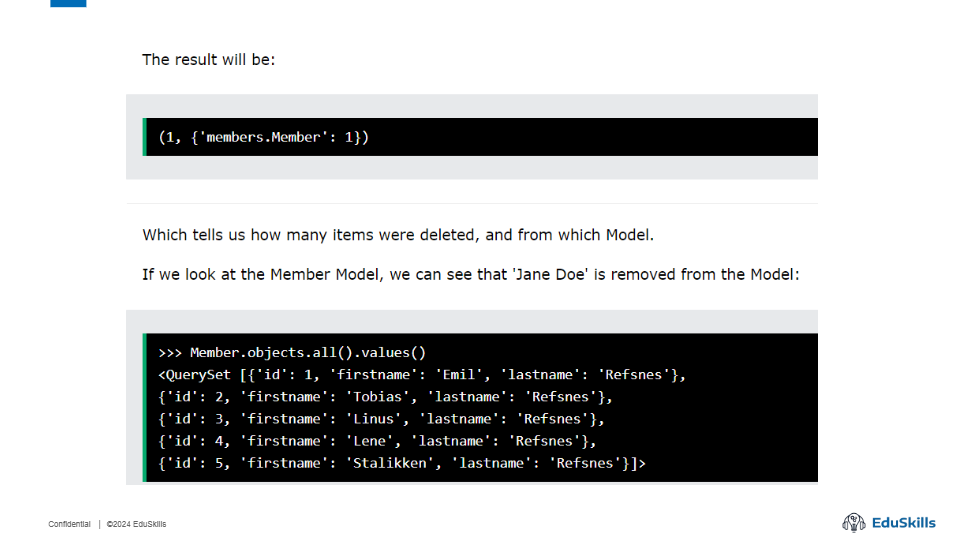 The result will be:
(1, {'members.Member': 1})
Which tells us how many items were deleted, and from which Model.
If we look at the Member Model, we can see that 'Jane Doe' is removed from the Model:
>>> Member.objects.all().values()
<QuerySet [{'id': 1, 'firstname': 'Emil', 'lastname': 'Refsnes'},
{'id': 2, 'firstname': 'Tobias', 'lastname': 'Refsnes'},
{'id': 3, 'firstname': 'Linus', 'lastname': 'Refsnes'},
{'id': 4, 'firstname': 'Lene', 'lastname': 'Refsnes'},
{'id': 5, 'firstname': 'Stalikken', 'lastname': 'Refsnes'}]>
Confidential | ©2024 EduSkills
EduSkills